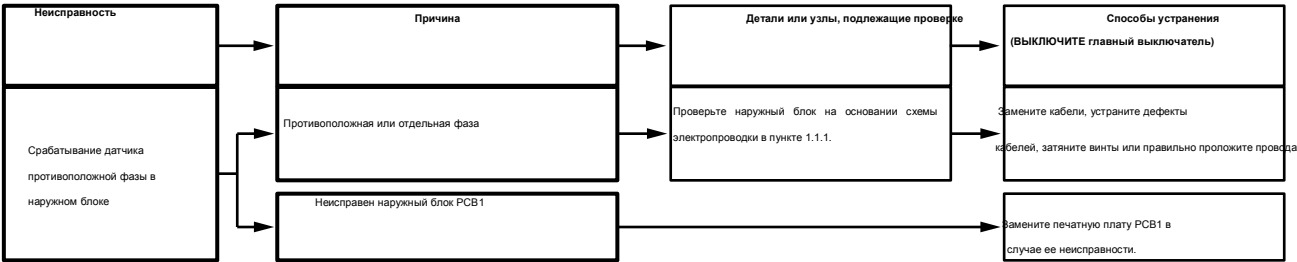 Неисправность
Причина
Детали или узлы, подлежащие проверке
Способы устранения
(ВЫКЛЮЧИТЕ главный выключатель)
Срабатывание датчика
противоположной фазы в
наружном блоке
Противоположная или отдельная фаза
Проверьте наружный блок на основании схемы
электропроводки в пункте 1.1.1.
Замените кабели, устраните дефекты
кабелей, затяните винты или правильно проложите провода
Неисправен наружный блок PCB1
Замените печатную плату PCB1 в
случае ее неисправности.